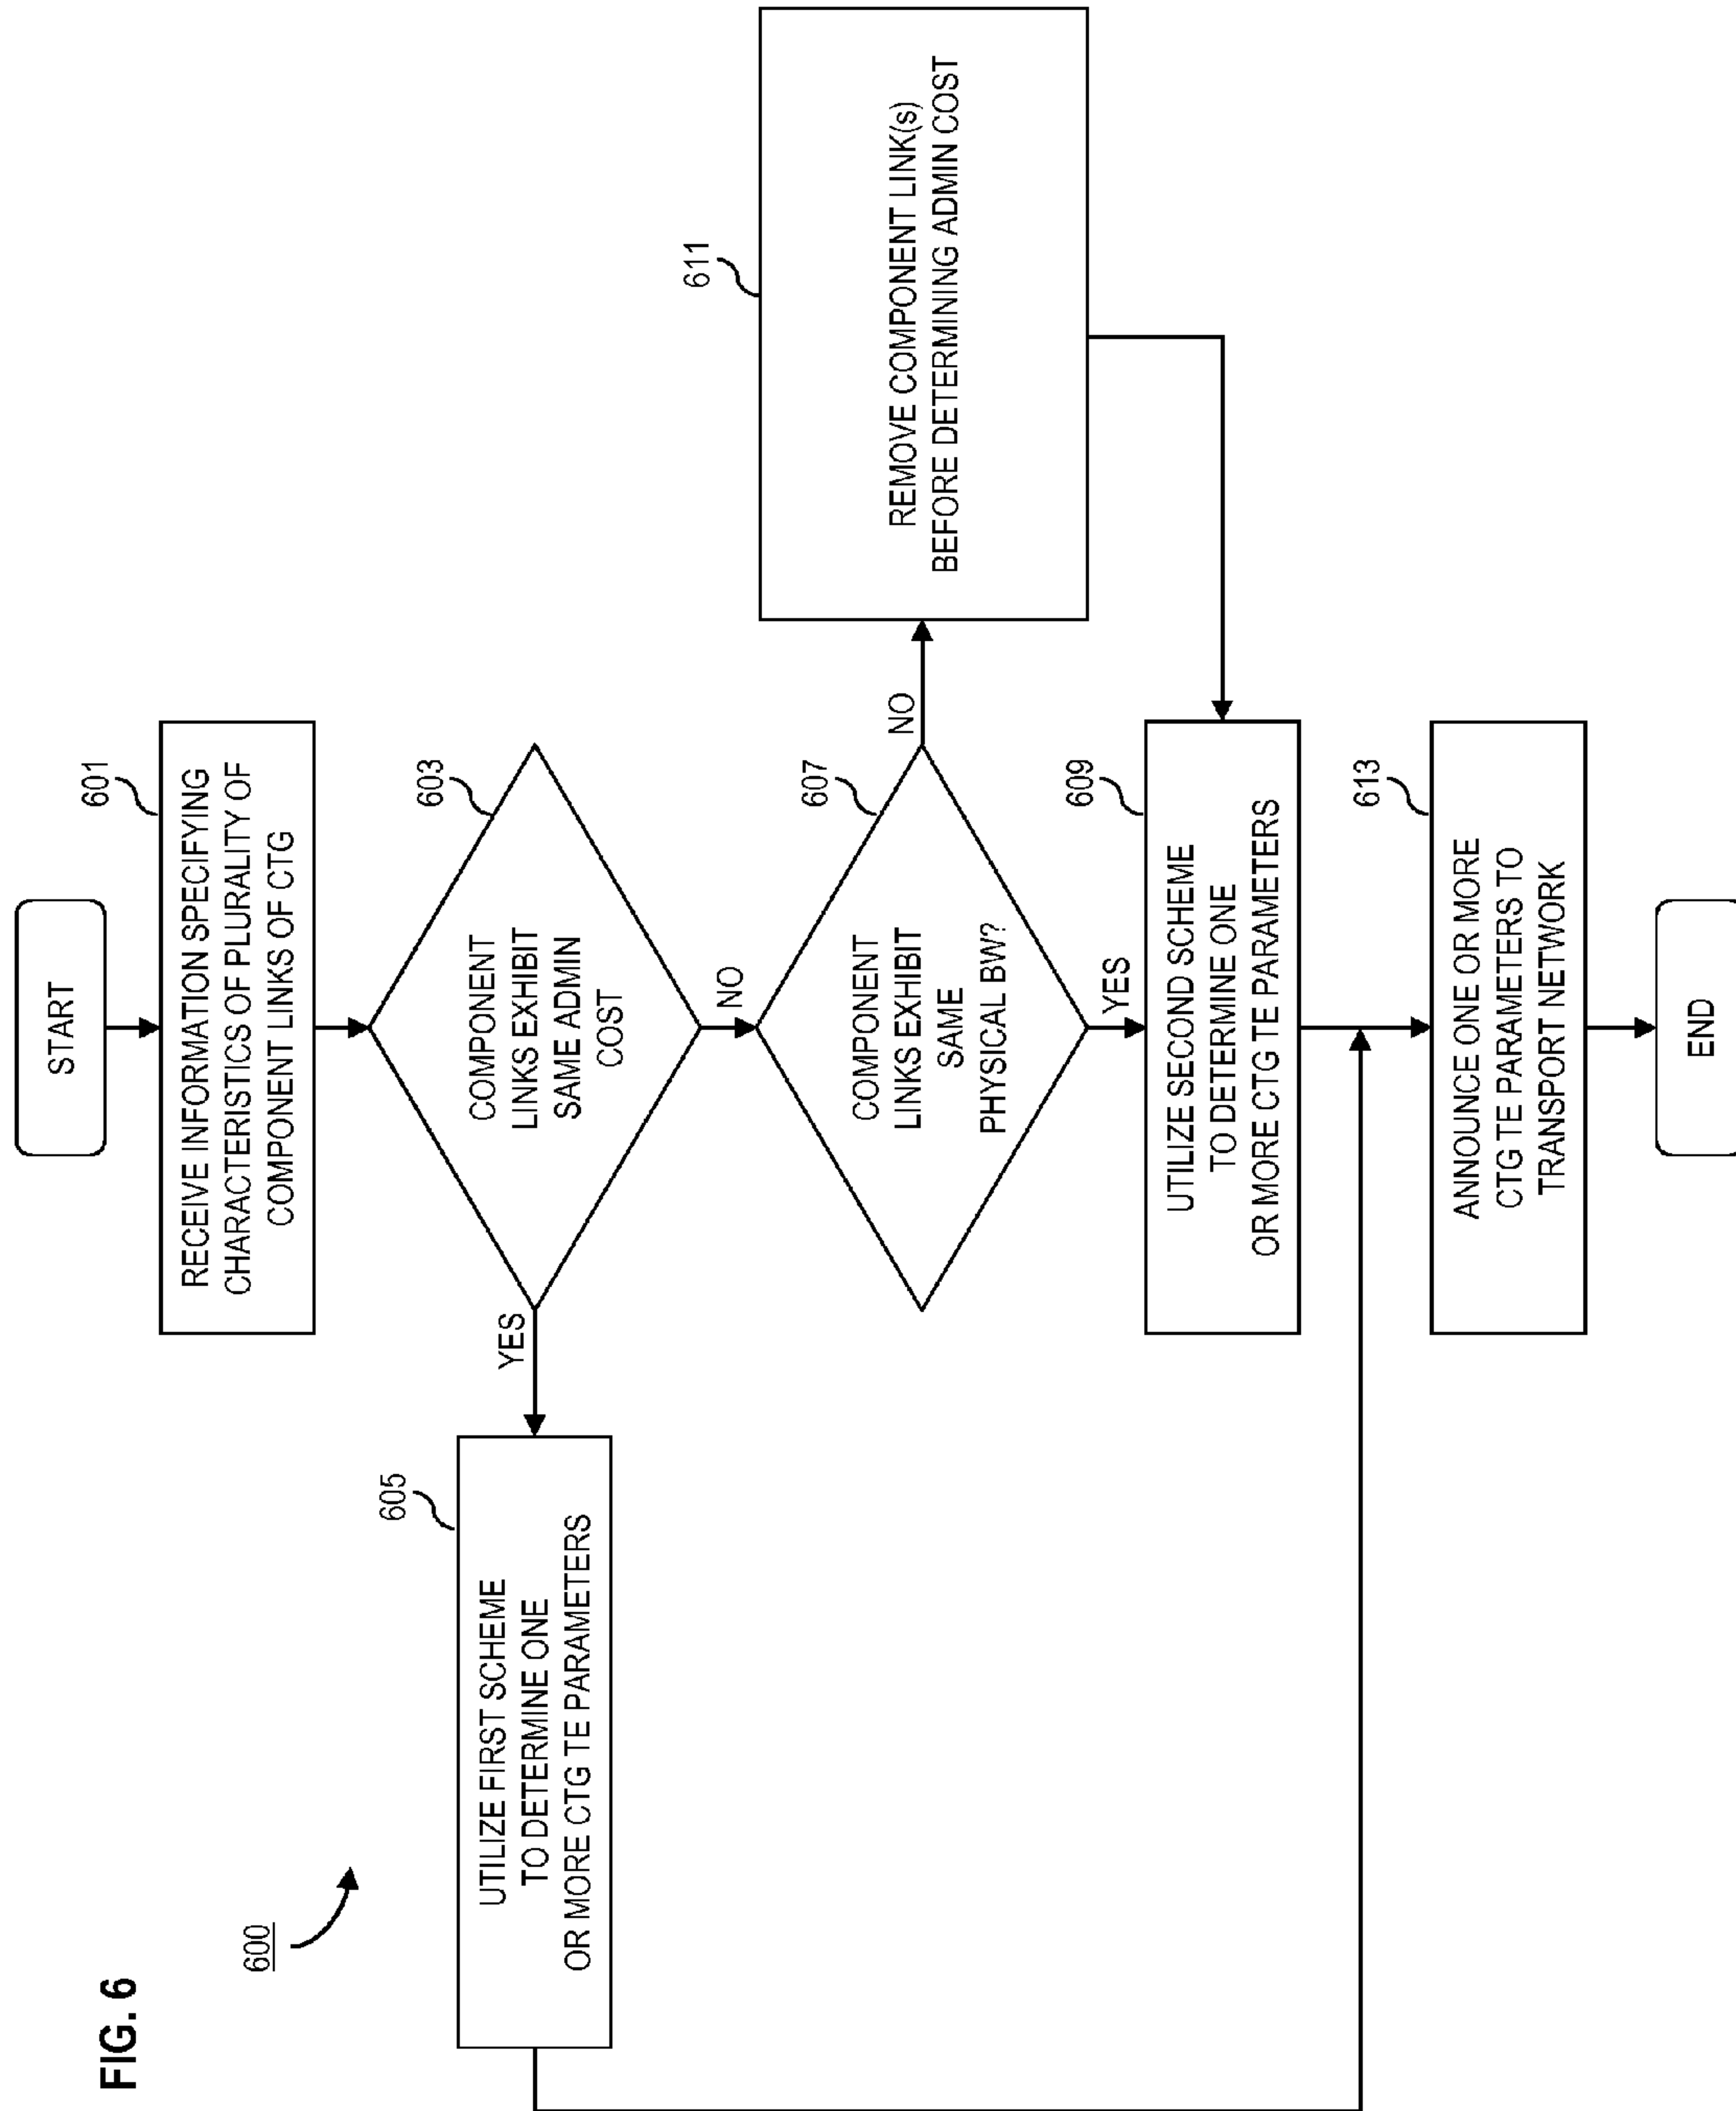 FIG. 6
600
START
601
RECEIVE INFORMATION SPECIFYING
CHARACTERISTICS OF PLURALITY OF
COMPONENT LINKS OF CTG
603
COMPONENT
LINKS EXHIBIT
SAME ADMIN
COST
YES
NO
605
UTILIZE FIRST SCHEME
TO DETERMINE ONE
OR MORE CTG TE PARAMETERS
607
COMPONENT
LINKS EXHIBIT
SAME
PHYSICAL BW?
NO
YES
611
REMOVE COMPONENT LINK(s)
BEFORE DETERMINING ADMIN COST
609
UTILIZE SECOND SCHEME
TO DETERMINE ONE
OR MORE CTG TE PARAMETERS
613
ANNOUNCE ONE OR MORE
CTG TE PARAMETERS TO
TRANSPORT NETWORK
END